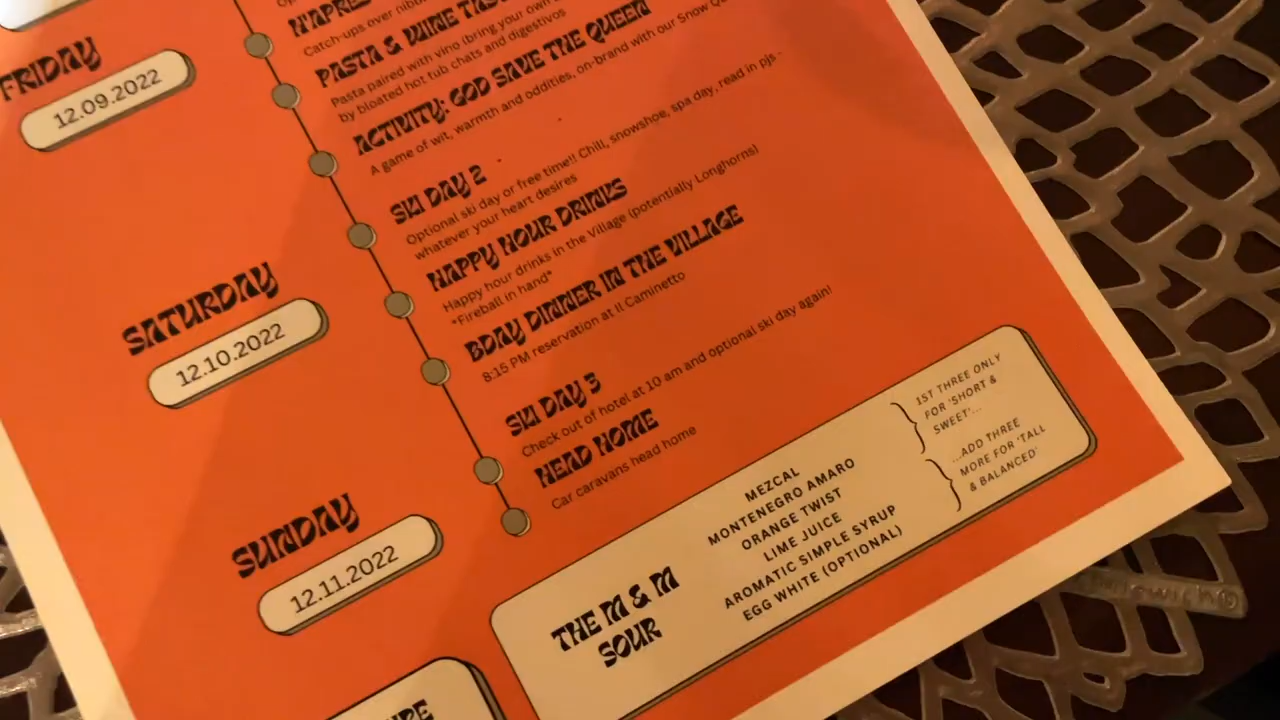 N'APRES
Catch-ups over nibbl
PASTA & WINE TAS
Pasta paired with vino (bring your own
by bloated hot tub chats and digestivos
ACTIVITY: GOD SAVE THE QUEEN
A game of wit, warmth and oddities, on-brand with our Snow Qu
FRIDAY
12.09.2022
SKI DAY 2
Optional ski day or free time!! Chill, snowshoe, spa day, read in pjs -
whatever your heart desires
HAPPY HOUR DRINKS
Happy hour drinks in the Village (potentially Longhorns)
*Fireball in hand*
BDAY DINNER IN THE VILLAGE
8:15 PM reservation at Il Caminetto
SATURDAY
12.10.2022
SKI DAY 3
Check out of hotel at 10 am and optional ski day again!
HEAD HOME
Car caravans head home
SUNDAY
12.11.2022
THE M & M
SOUR
MEZCAL
MONTENEGRO AMARO
ORANGE TWIST
LIME JUICE
AROMATIC SIMPLE SYRUP
EGG WHITE (OPTIONAL)
1ST THREE ONLY
FOR 'SHORT &
SWEET'...
...ADD THREE
MORE FOR 'TALL
& BALANCED'